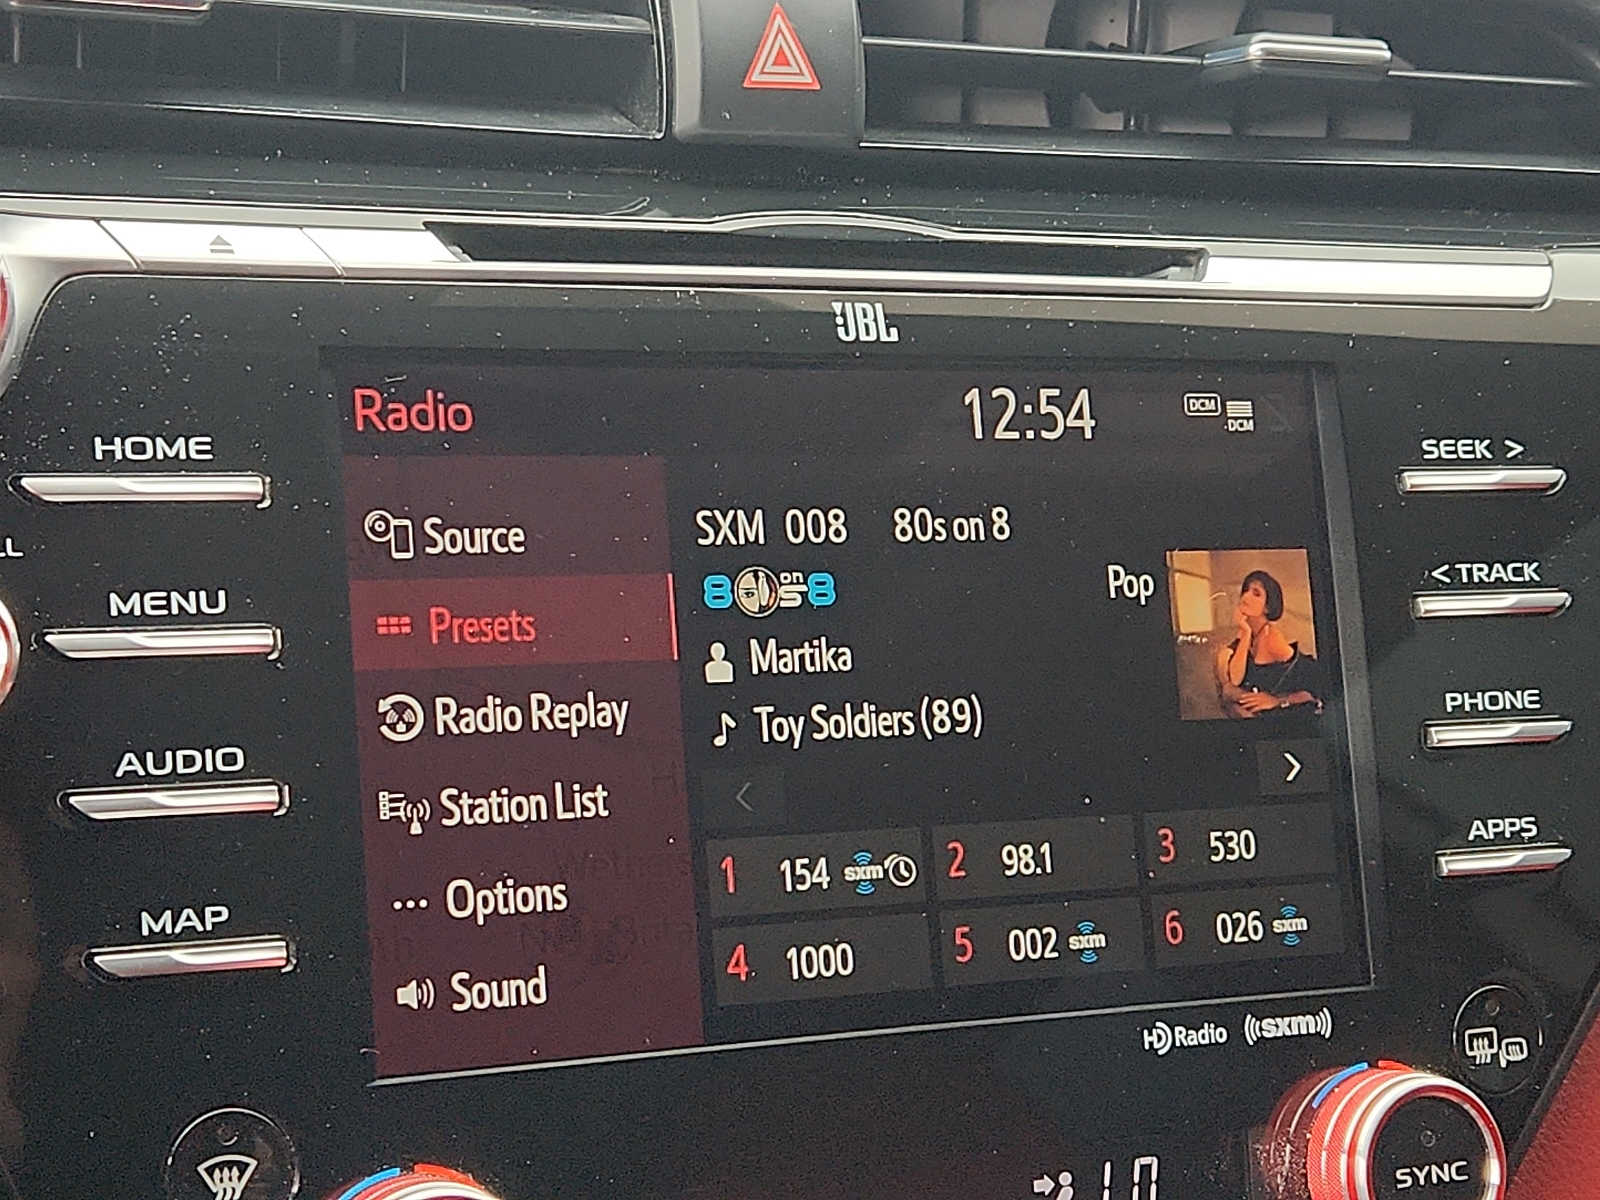 JBL
Radio
12:54
DCM
DCM
HOME
MENU
AUDIO
MAP
Source
Presets
Radio Replay
Station List
Options
Sound
SXM 008 80s on 8
80s on 8
Pop
Martika
Toy Soldiers (89)
1 154 sxm
2 98.1
3 530
4 1000
5 002 sxm
6 026 sxm
SEEK >
< TRACK
PHONE
APPS
HD Radio ((sxm))
SYNC
LO